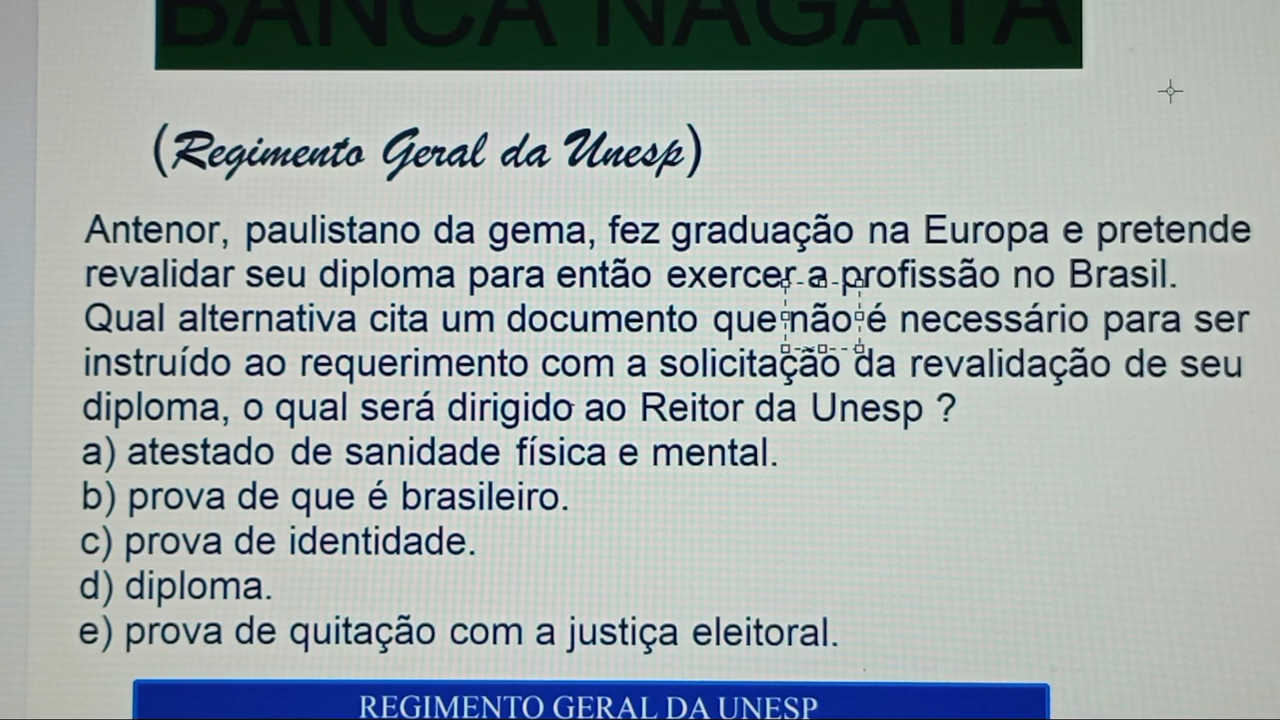 BANCA NAGATA
(Regimento Geral da Unesp)
Antenor, paulistano da gema, fez graduação na Europa e pretende
revalidar seu diploma para então exercer a profissão no Brasil.
Qual alternativa cita um documento que não é necessário para ser
instruído ao requerimento com a solicitação da revalidação de seu
diploma, o qual será dirigido ao Reitor da Unesp ?
a) atestado de sanidade física e mental.
b) prova de que é brasileiro.
c) prova de identidade.
d) diploma.
e) prova de quitação com a justiça eleitoral.
REGIMENTO GERAL DA UNESP